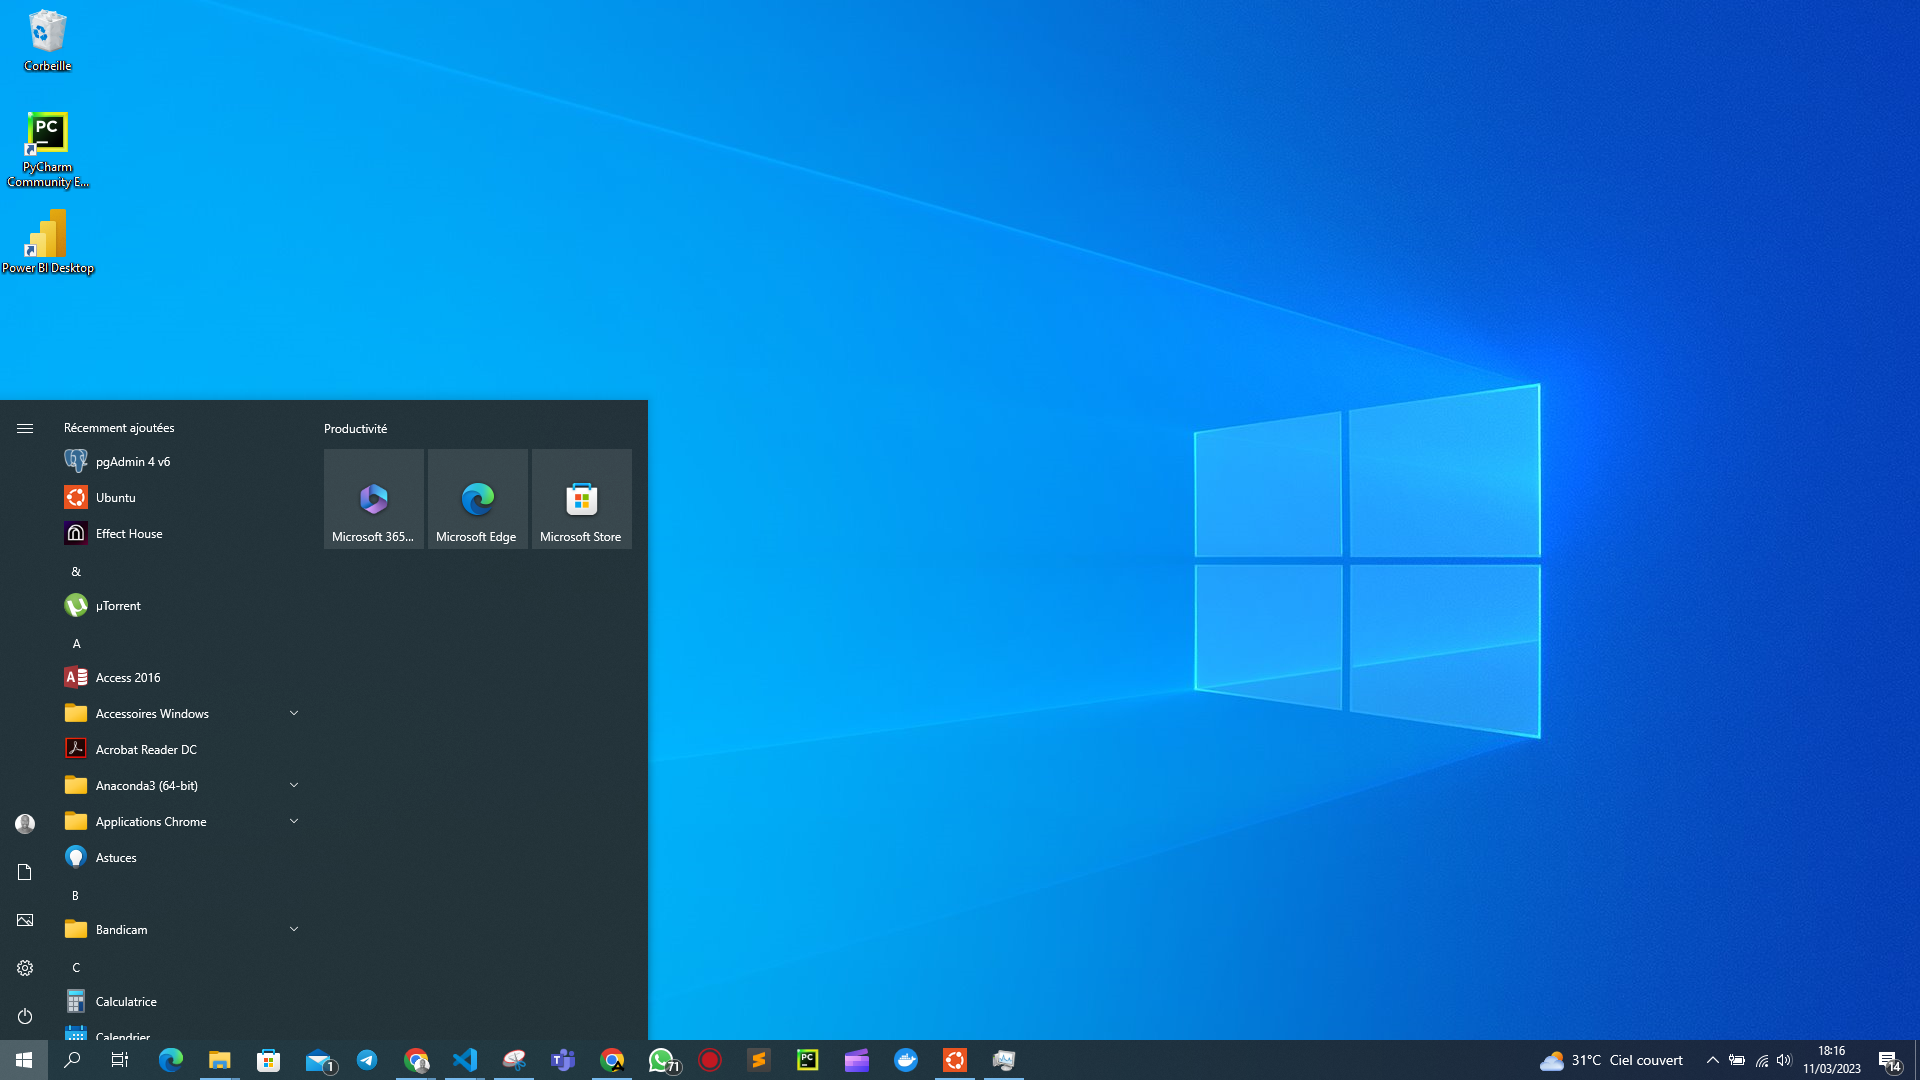 Corbeille
PC
PyCharm
Community E...
Power BI Desktop
Récemment ajoutées
pgAdmin 4 v6
Ubuntu
Effect House
&
µTorrent
A
Access 2016
Accessoires Windows
Acrobat Reader DC
Anaconda3 (64-bit)
Applications Chrome
Astuces
B
Bandicam
C
Calculatrice
Calendrier
Productivité
Microsoft 365...
Microsoft Edge
Microsoft Store
1
71
PC
31°C Ciel couvert
18:16
11/03/2023
14